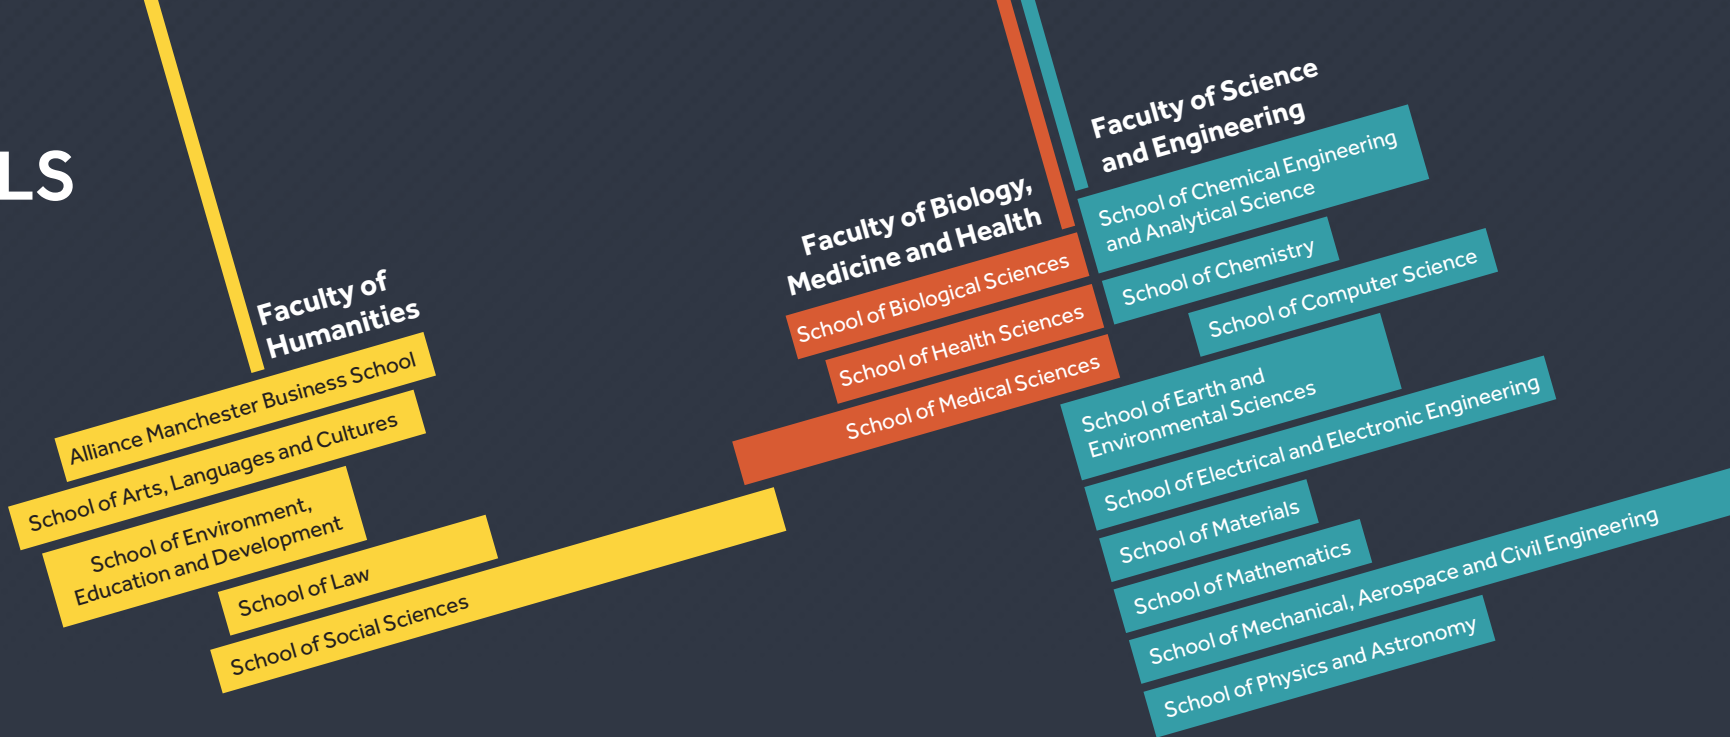 LS
Faculty of
Humanities
Alliance Manchester Business School
School of Arts, Languages and Cultures
School of Environment,
Education and Development
School of Law
School of Social Sciences
Faculty of Biology,
Medicine and Health
School of Biological Sciences
School of Health Sciences
School of Medical Sciences
Faculty of Science
and Engineering
School of Chemical Engineering
and Analytical Science
School of Chemistry
School of Computer Science
School of Earth and
Environmental Sciences
School of Electrical and Electronic Engineering
School of Materials
School of Mathematics
School of Mechanical, Aerospace and Civil Engineering
School of Physics and Astronomy